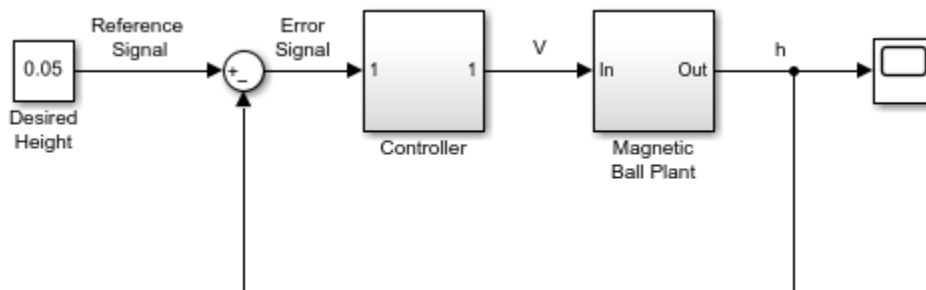 Reference
Signal
Error
Signal
0.05
+
−
1
1
V
In
Out
h
Desired
Height
Controller
Magnetic
Ball Plant